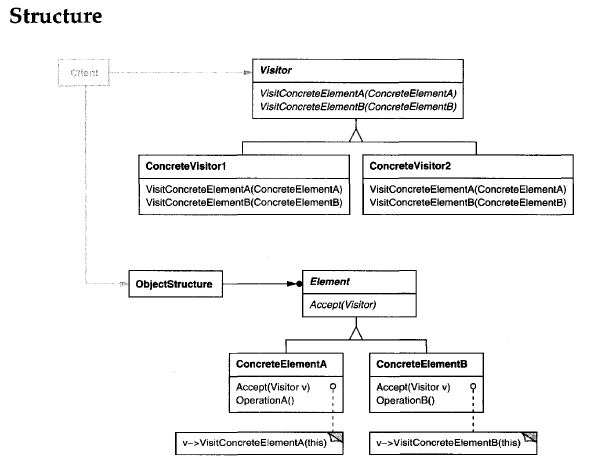 Structure
Client
Visitor
VisitConcreteElementA(ConcreteElementA)
VisitConcreteElementB(ConcreteElementB)
ConcreteVisitor1
VisitConcreteElementA(ConcreteElementA)
VisitConcreteElementB(ConcreteElementB)
ConcreteVisitor2
VisitConcreteElementA(ConcreteElementA)
VisitConcreteElementB(ConcreteElementB)
ObjectStructure
Element
Accept(Visitor)
ConcreteElementA
Accept(Visitor v)
OperationA()
ConcreteElementB
Accept(Visitor v)
OperationB()
v->VisitConcreteElementA(this)
v->VisitConcreteElementB(this)